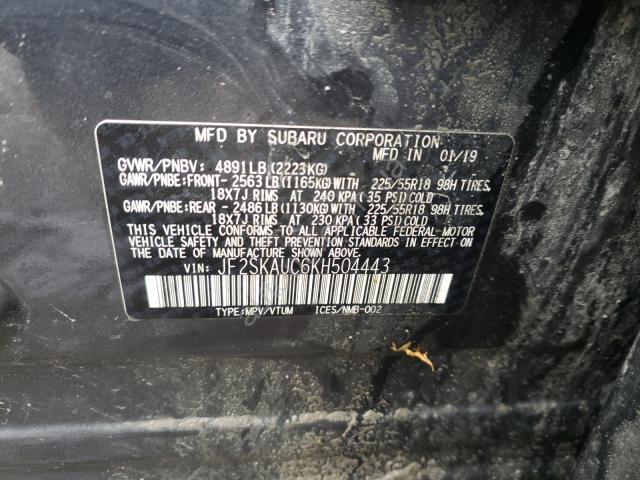 MFD BY SUBARU CORPORATION
MFD IN 01/19
GVWR/PNBV: 4891LB(2223KG)
GAWR/PNBE:FRONT-2563LB(1165KG)WITH 225/55R18 98H TIRES,
18X7J RIMS AT 240 KPA(35 PSI)COLD
GAWR/PNBE:REAR -2486LB(1130KG)WITH 225/55R18 98H TIRES,
18X7J RIMS AT 230 KPA(33 PSI)COLD
THIS VEHICLE CONFORMS TO ALL APPLICABLE FEDERAL-MOTOR
VEHICLE SAFETY AND THEFT PREVENTION STANDARDS IN EFFECT
ON THE DATE OF MANUFACTURE SHOWN ABOVE.
VIN: JF2SKAUC6KH504443
TYPE:MPV/VTUM ICES/NMB-002